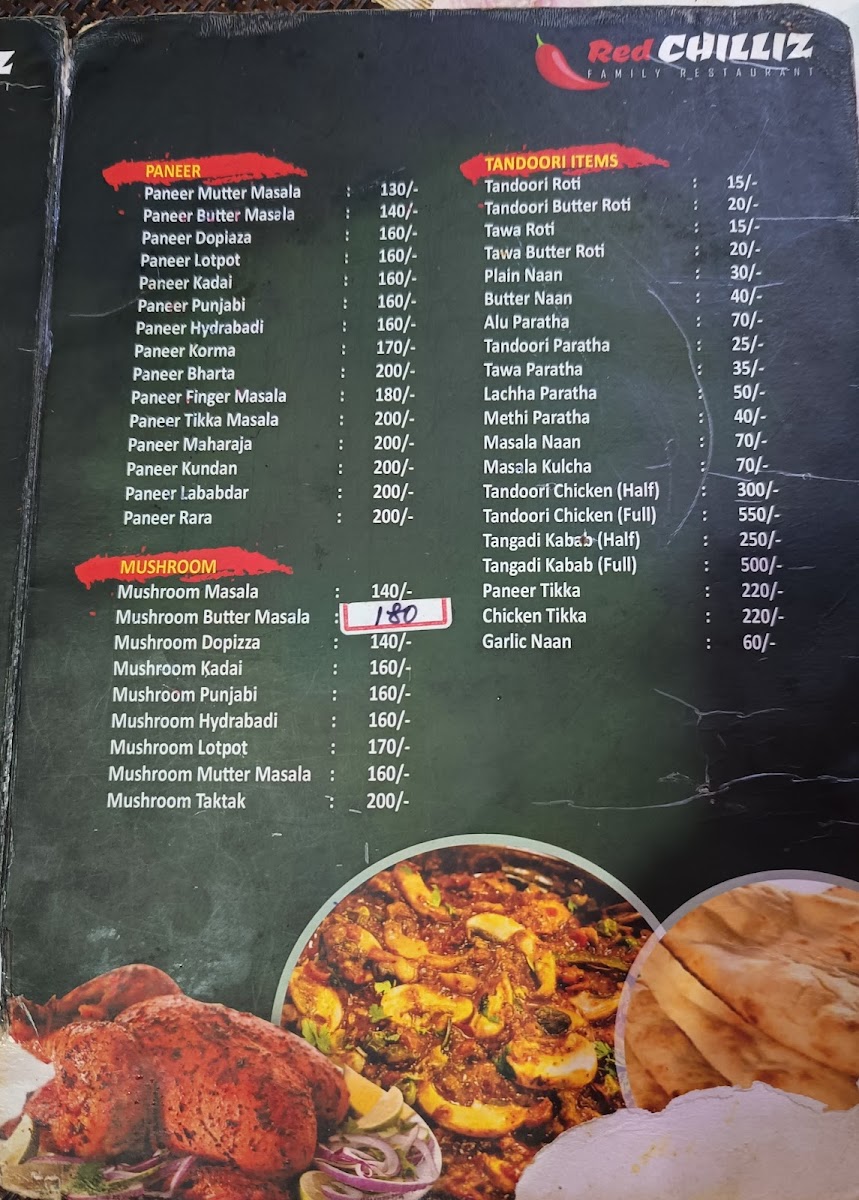 Red CHILLIZ
FAMILY RESTAURANT
PANEER
Paneer Mutter Masala : 130/-
Paneer Butter Masala : 140/-
Paneer Dopiaza : 160/-
Paneer Lotpot : 160/-
Paneer Kadai : 160/-
Paneer Punjabi : 160/-
Paneer Hydrabadi : 160/-
Paneer Korma : 170/-
Paneer Bharta : 200/-
Paneer Finger Masala : 180/-
Paneer Tikka Masala : 200/-
Paneer Maharaja : 200/-
Paneer Kundan : 200/-
Paneer Lababdar : 200/-
Paneer Rara : 200/-
MUSHROOM
Mushroom Masala : 140/-
Mushroom Butter Masala : 180
Mushroom Dopizza : 140/-
Mushroom Kadai : 160/-
Mushroom Punjabi : 160/-
Mushroom Hydrabadi : 160/-
Mushroom Lotpot : 170/-
Mushroom Mutter Masala : 160/-
Mushroom Taktak : 200/-
TANDOORI ITEMS
Tandoori Roti : 15/-
Tandoori Butter Roti : 20/-
Tawa Roti : 15/-
Tawa Butter Roti : 20/-
Plain Naan : 30/-
Butter Naan : 40/-
Alu Paratha : 70/-
Tandoori Paratha : 25/-
Tawa Paratha : 35/-
Lachha Paratha : 50/-
Methi Paratha : 40/-
Masala Naan : 70/-
Masala Kulcha : 70/-
Tandoori Chicken (Half) : 300/-
Tandoori Chicken (Full) : 550/-
Tangadi Kabab (Half) : 250/-
Tangadi Kabab (Full) : 500/-
Paneer Tikka : 220/-
Chicken Tikka : 220/-
Garlic Naan : 60/-